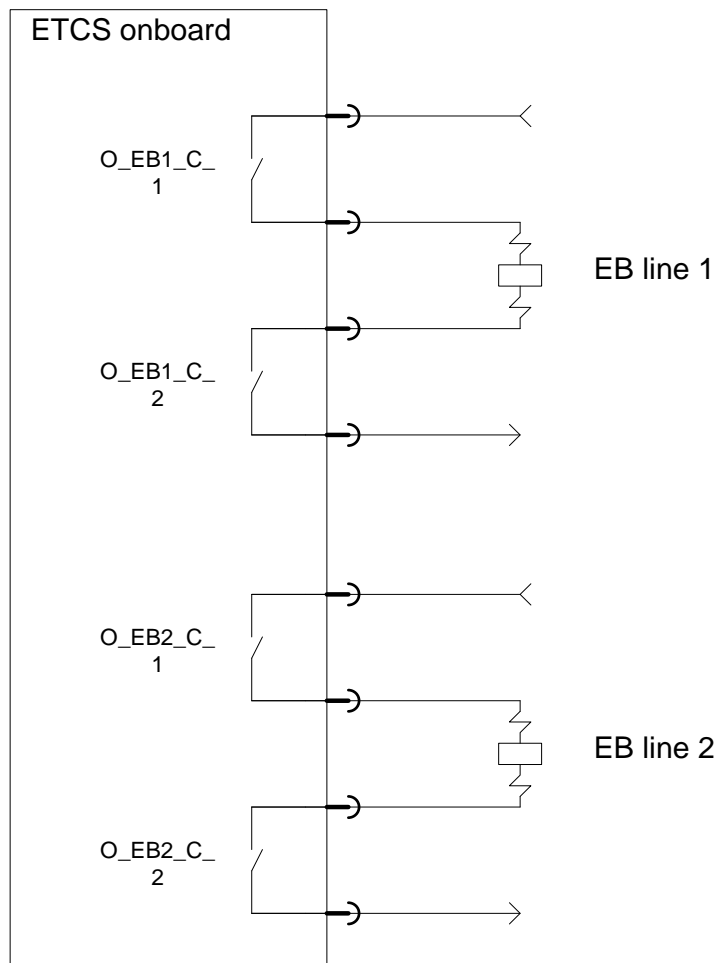 ETCS onboard
O_EB1_C_
1
EB line 1
O_EB1_C_
2
O_EB2_C_
1
EB line 2
O_EB2_C_
2